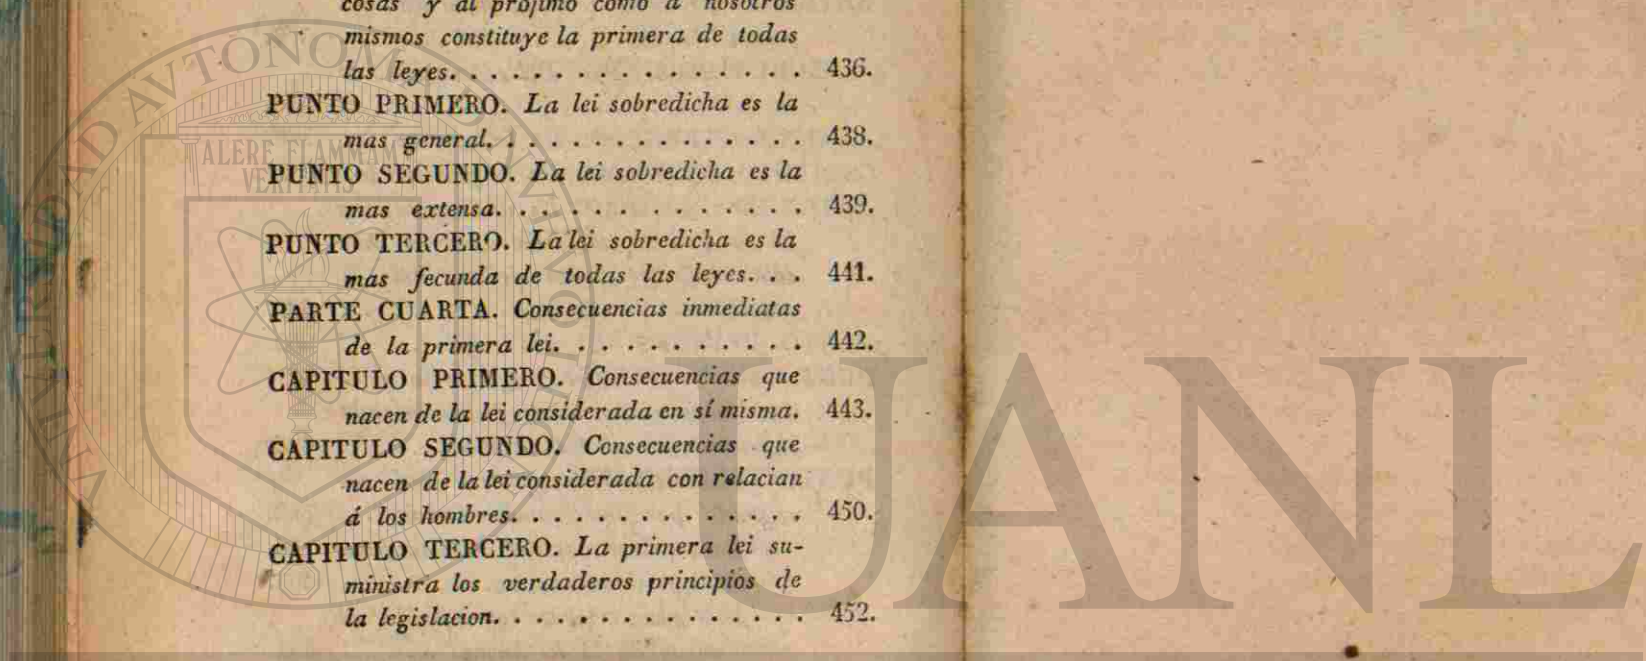 cosas y al prójimo como á nosotros
mismos constituye la primera de todas
las leyes. . . . . . . . . . . . . . . . 436.
PUNTO PRIMERO. La lei sobredicha es la
mas general. . . . . . . . . . . . . . . 438.
PUNTO SEGUNDO. La lei sobredicha es la
mas extensa. . . . . . . . . . . . . . 439.
PUNTO TERCERO. La lei sobredicha es la
mas fecunda de todas las leyes. . . 441.
PARTE CUARTA. Consecuencias inmediatas
de la primera lei. . . . . . . . . . . 442.
CAPITULO PRIMERO. Consecuencias que
nacen de la lei considerada en sí misma. 443.
CAPITULO SEGUNDO. Consecuencias que
nacen de la lei considerada con relacian
á los hombres. . . . . . . . . . . . . . 450.
CAPITULO TERCERO. La primera lei su-
ministra los verdaderos principios de
la legislacion. . . . . . . . . . . . . . . 452.
ALERE FLAMMAM
VERITATIS
UANL